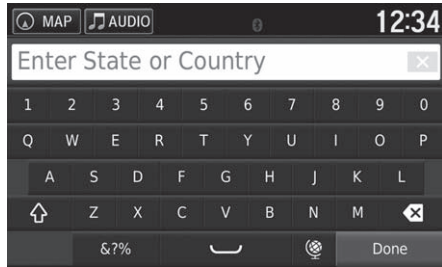 MAP AUDIO 12:34
Enter State or Country
1 2 3 4 5 6 7 8 9 0
Q W E R T Y U I O P
A S D F G H J K L
Z X C V B N M
&?% Done